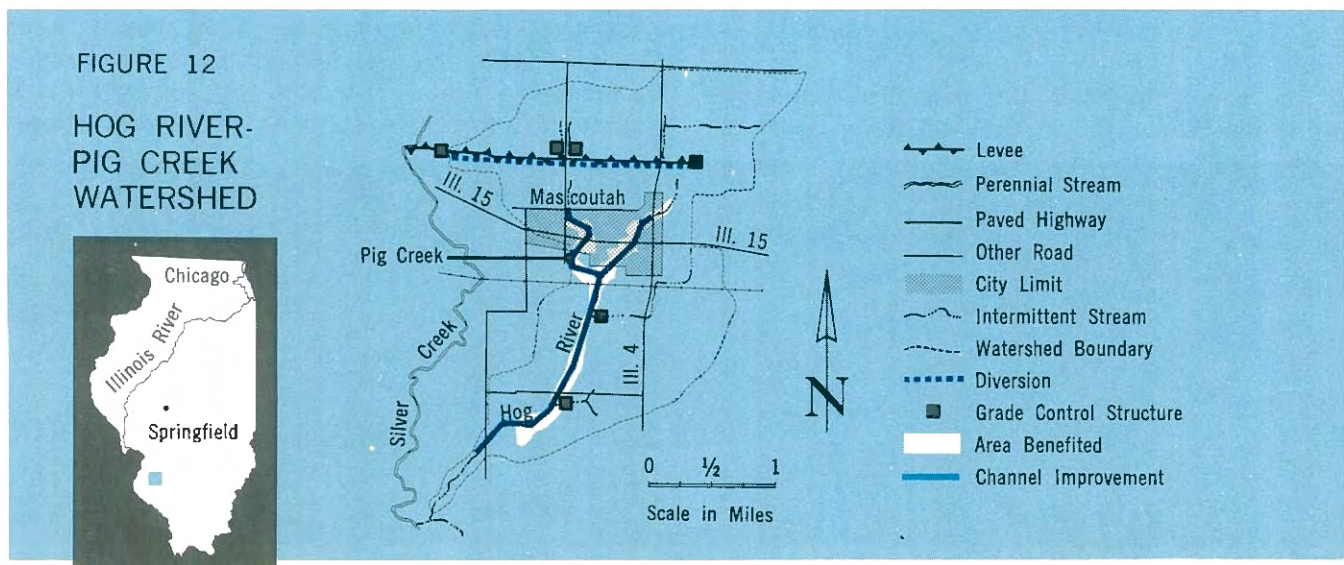 FIGURE 12
HOG RIVER-
PIG CREEK
WATERSHED
Chicago
Illinois River
Springfield
Ill. 15
Mascoutah
Ill. 15
Pig Creek
Silver Creek
River
Ill. 4
Hog
0 ½ 1
Scale in Miles
N
Levee
Perennial Stream
Paved Highway
Other Road
City Limit
Intermittent Stream
Watershed Boundary
Diversion
Grade Control Structure
Area Benefited
Channel Improvement